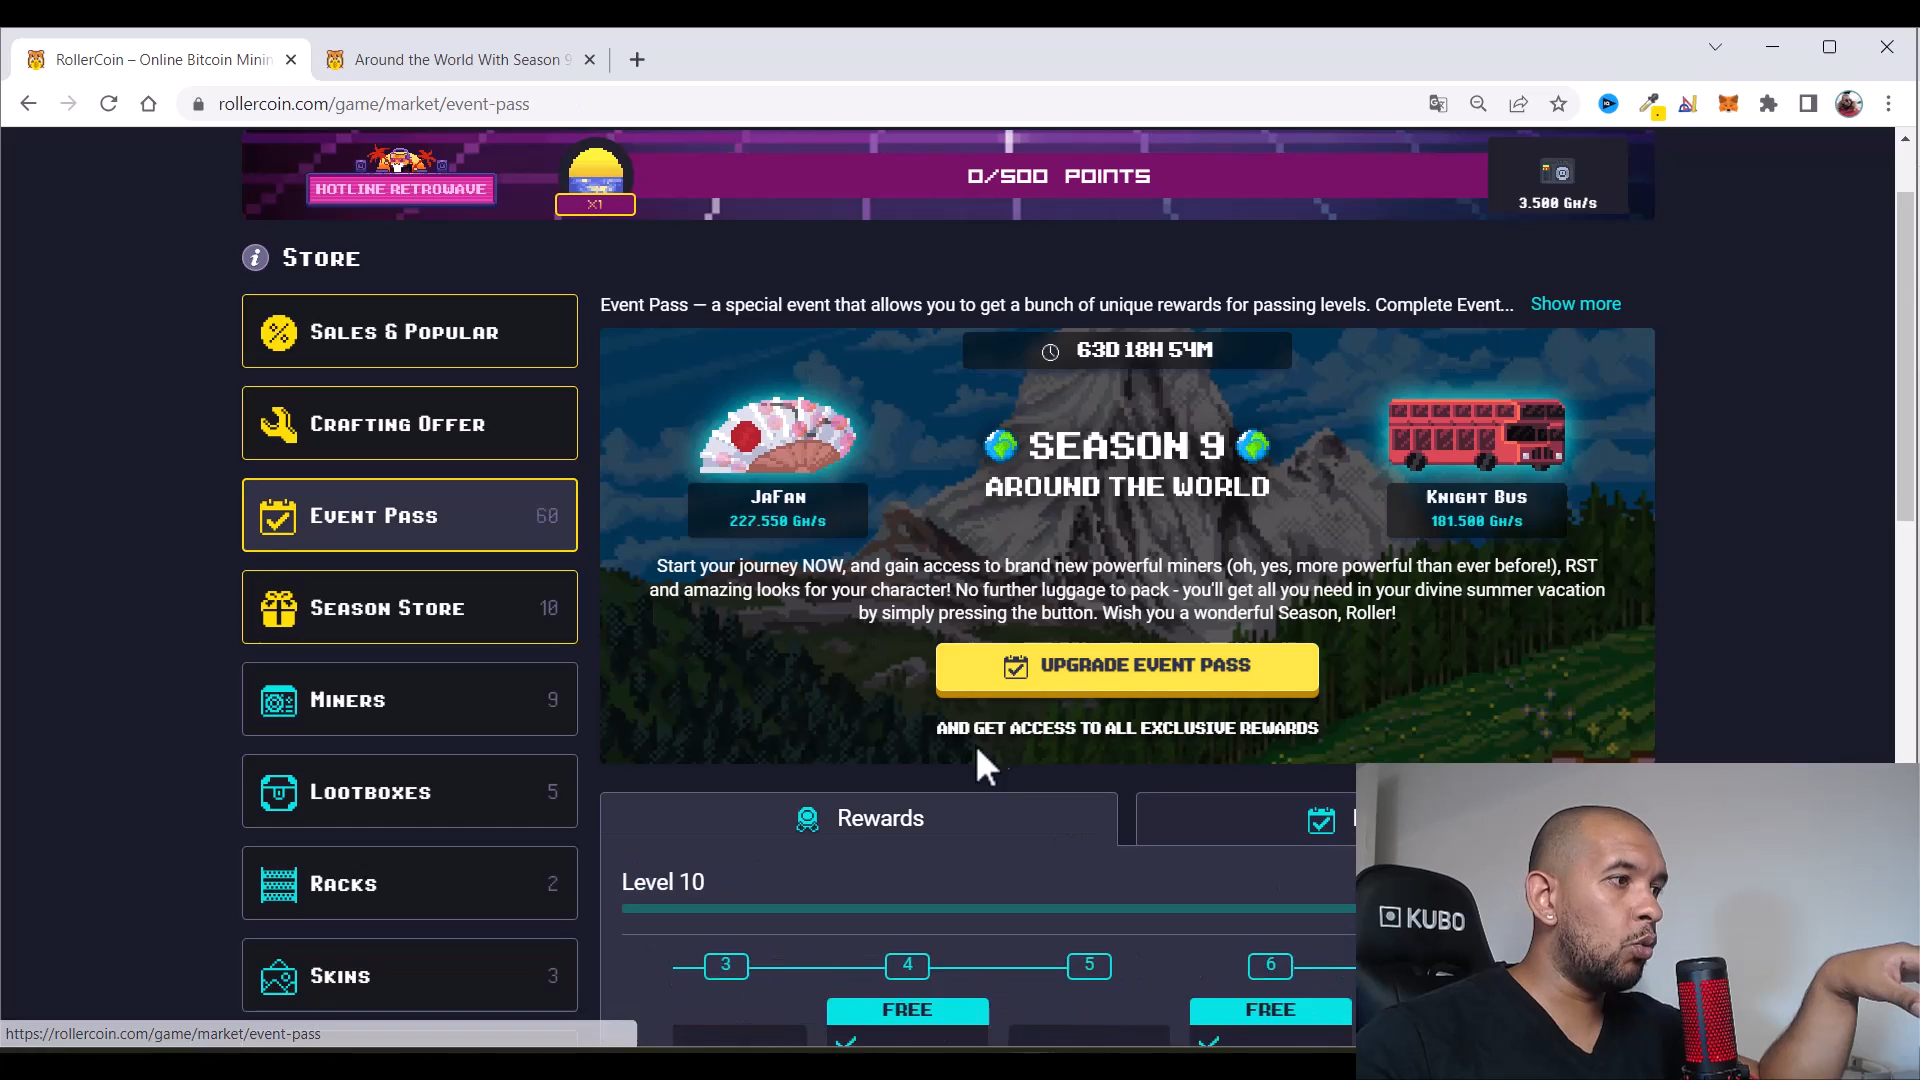 RollerCoin – Online Bitcoin Minin
Around the World With Season 9
rollercoin.com/game/market/event-pass
HOTLINE RETROWAVE
X1
0/500 POINTS
3.500 GH/S
i STORE
SALES & POPULAR
CRAFTING OFFER
EVENT PASS 60
SEASON STORE 10
MINERS 9
LOOTBOXES 5
RACKS 2
SKINS 3
Event Pass — a special event that allows you to get a bunch of unique rewards for passing levels. Complete Event... Show more
63D 18H 54M
SEASON 9
AROUND THE WORLD
JAFAN
227.550 GH/S
KNIGHT BUS
181.500 GH/S
Start your journey NOW, and gain access to brand new powerful miners (oh, yes, more powerful than ever before!), RST
and amazing looks for your character! No further luggage to pack - you'll get all you need in your divine summer vacation
by simply pressing the button. Wish you a wonderful Season, Roller!
UPGRADE EVENT PASS
AND GET ACCESS TO ALL EXCLUSIVE REWARDS
Rewards
Level 10
3 4 5 6
FREE FREE
KUBO
https://rollercoin.com/game/market/event-pass